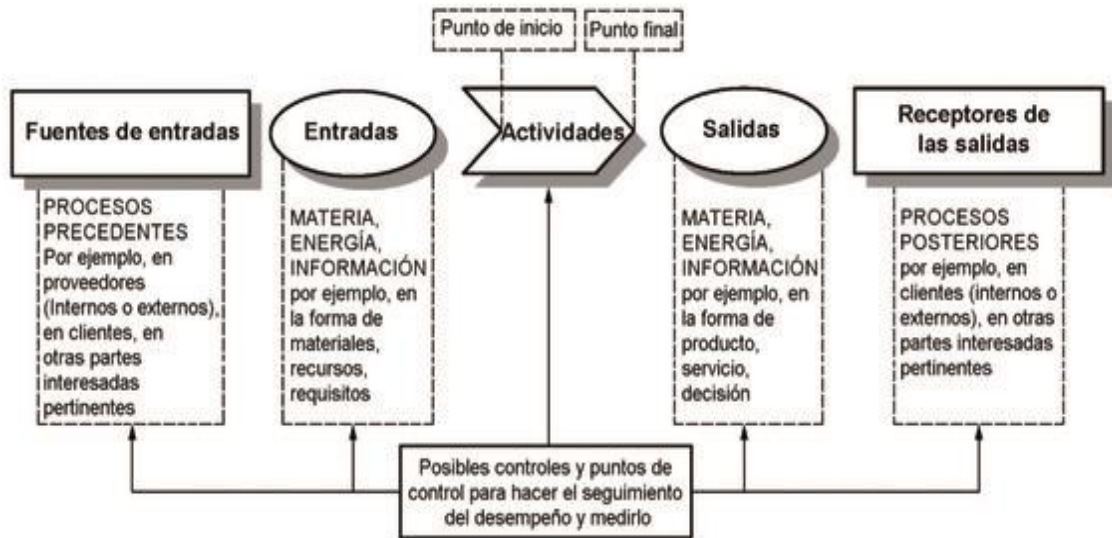 Punto de inicio
Punto final
Fuentes de entradas
Entradas
Actividades
Salidas
Receptores de
las salidas
PROCESOS
PRECEDENTES
Por ejemplo, en
proveedores
(Internos o externos),
en clientes, en
otras partes
interesadas
pertinentes
MATERIA,
ENERGÍA,
INFORMACIÓN
por ejemplo, en
la forma de
materiales,
recursos,
requisitos
MATERIA,
ENERGÍA,
INFORMACIÓN
por ejemplo, en
la forma de
producto,
servicio,
decisión
PROCESOS
POSTERIORES
por ejemplo, en
clientes (internos o
externos), en otras
partes interesadas
pertinentes
Posibles controles y puntos de
control para hacer el seguimiento
del desempeño y medirlo